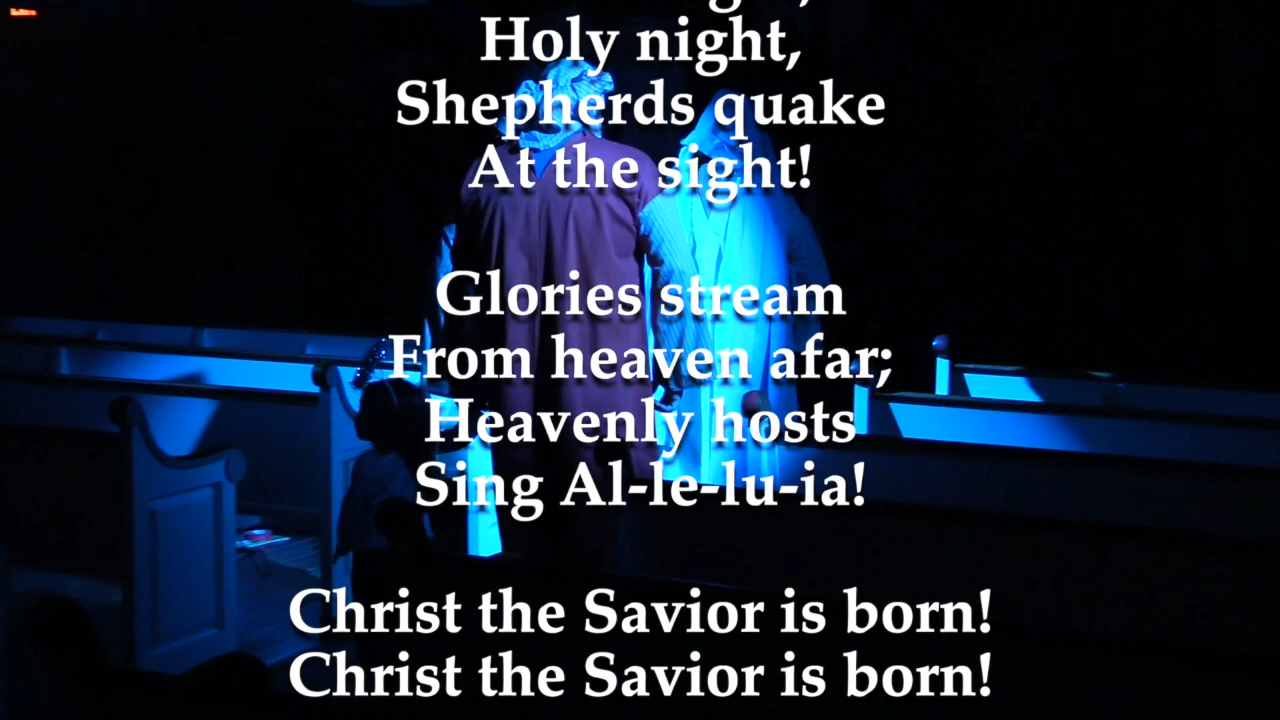 Holy night,
Shepherds quake
At the sight!
Glories stream
From heaven afar;
Heavenly hosts
Sing Al-le-lu-ia!
Christ the Savior is born!
Christ the Savior is born!